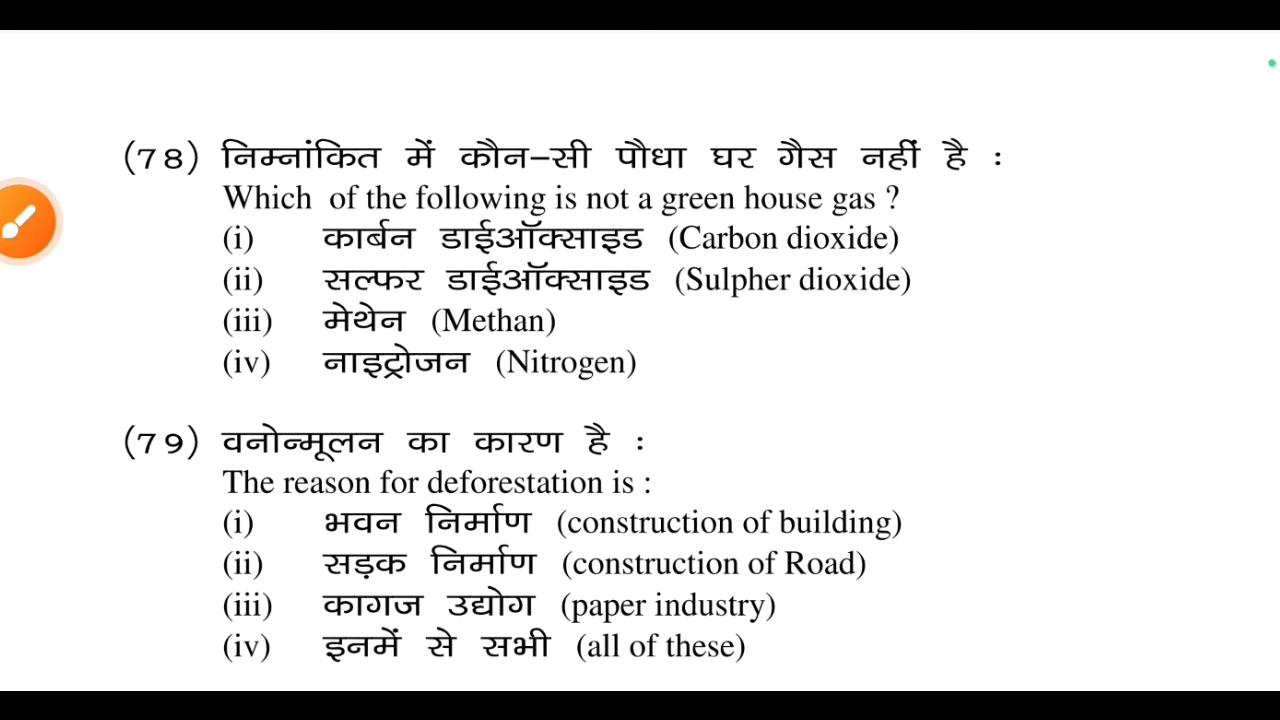 (78) निम्नांकित में कौन–सी पौधा घर गैस नहीं है :
Which of the following is not a green house gas ?
(i) कार्बन डाईऑक्साइड (Carbon dioxide)
(ii) सल्फर डाईऑक्साइड (Sulpher dioxide)
(iii) मेथेन (Methan)
(iv) नाइट्रोजन (Nitrogen)
(79) वनोन्मूलन का कारण है :
The reason for deforestation is :
(i) भवन निर्माण (construction of building)
(ii) सड़क निर्माण (construction of Road)
(iii) कागज उद्योग (paper industry)
(iv) इनमें से सभी (all of these)